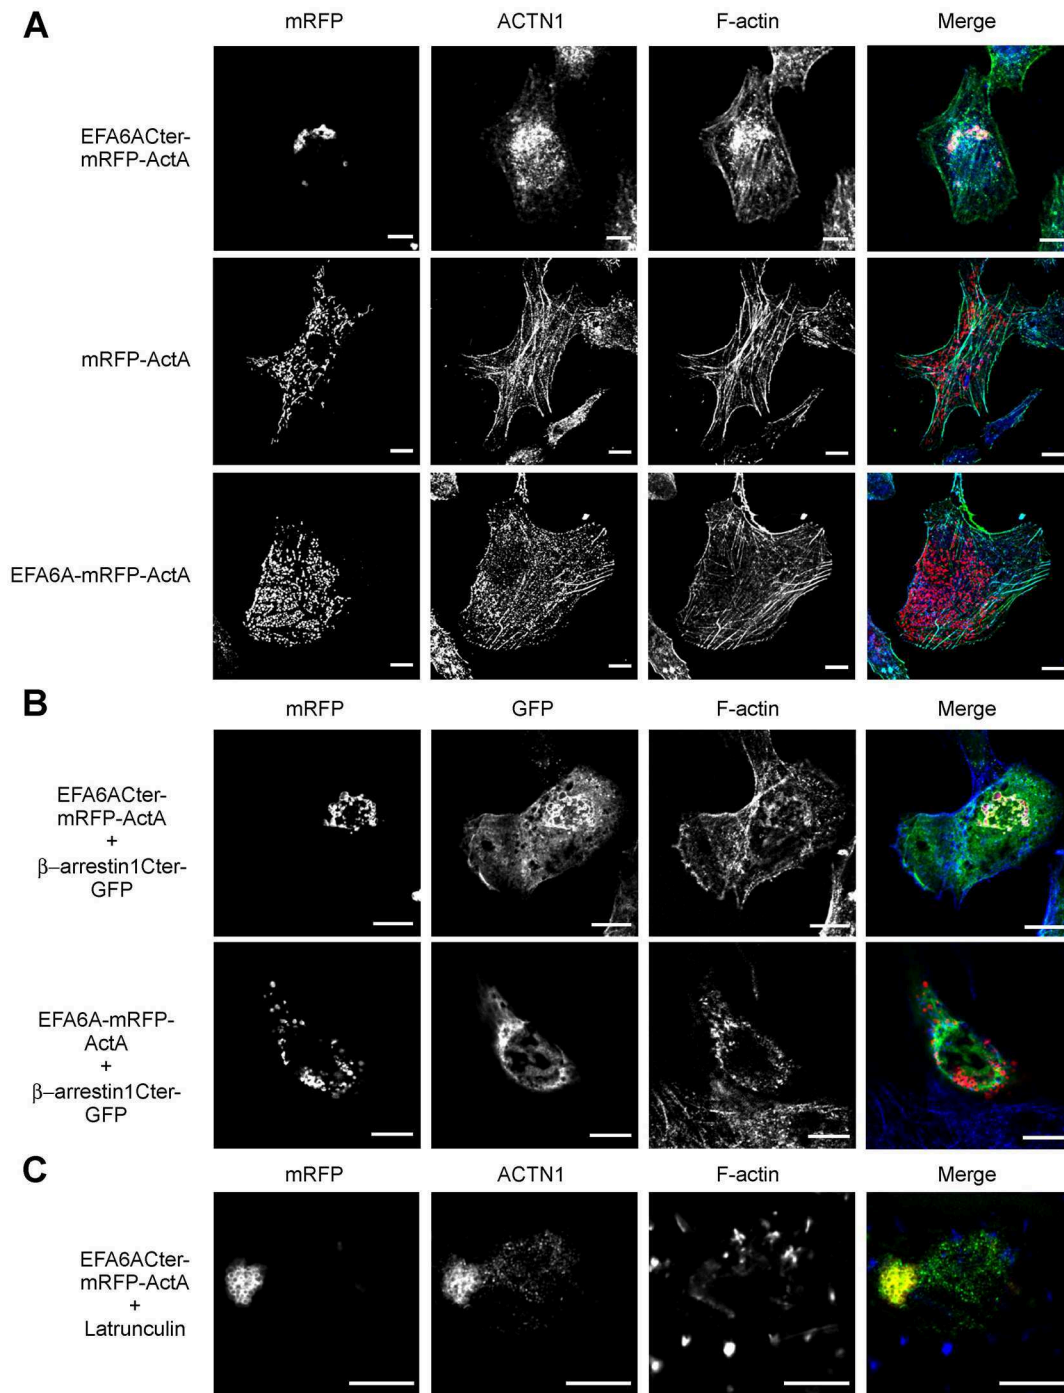 A
mRFP ACTN1 F-actin Merge
EFA6ACter-
mRFP-ActA
mRFP-ActA
EFA6A-mRFP-ActA
B
mRFP GFP F-actin Merge
EFA6ACter-
mRFP-ActA
+
β–arrestin1Cter-
GFP
EFA6A-mRFP-
ActA
+
β–arrestin1Cter-
GFP
C
mRFP ACTN1 F-actin Merge
EFA6ACter-
mRFP-ActA
+
Latrunculin